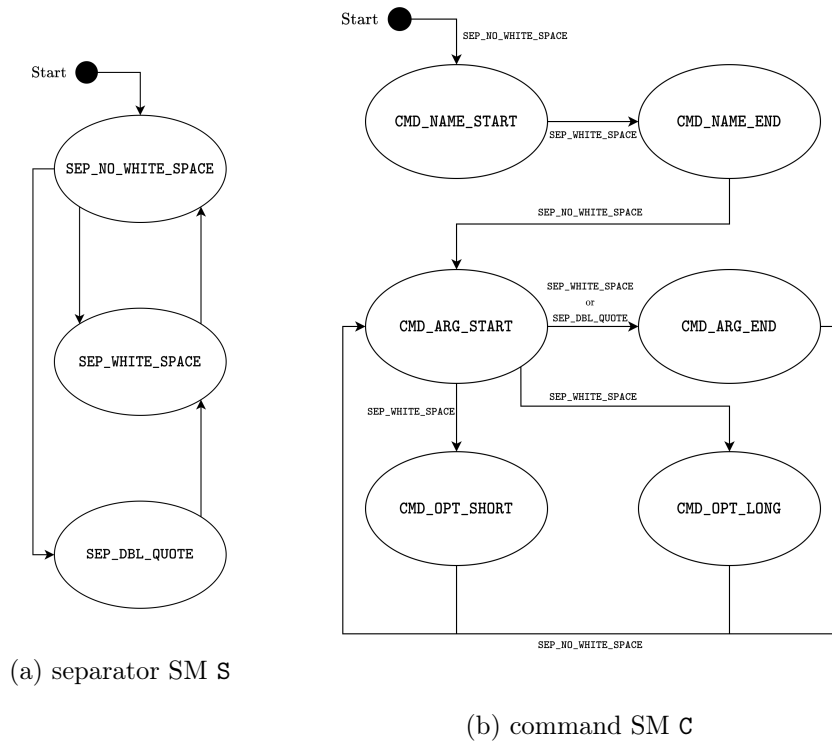 Start
SEP_NO_WHITE_SPACE
SEP_WHITE_SPACE
SEP_DBL_QUOTE
(a) separator SM S
Start
SEP_NO_WHITE_SPACE
CMD_NAME_START
SEP_WHITE_SPACE
CMD_NAME_END
SEP_NO_WHITE_SPACE
CMD_ARG_START
SEP_WHITE_SPACE
or
SEP_DBL_QUOTE
CMD_ARG_END
SEP_WHITE_SPACE
SEP_WHITE_SPACE
CMD_OPT_SHORT
CMD_OPT_LONG
SEP_NO_WHITE_SPACE
(b) command SM C